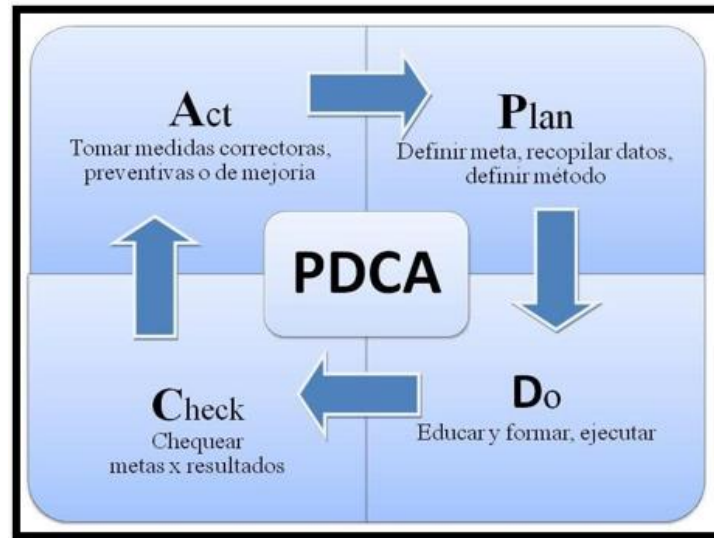 Act
Tomar medidas correctoras,
preventivas o de mejoria
Plan
Definir meta, recopilar datos,
definir método
PDCA
Check
Chequear
metas x resultados
Do
Educar y formar, ejecutar